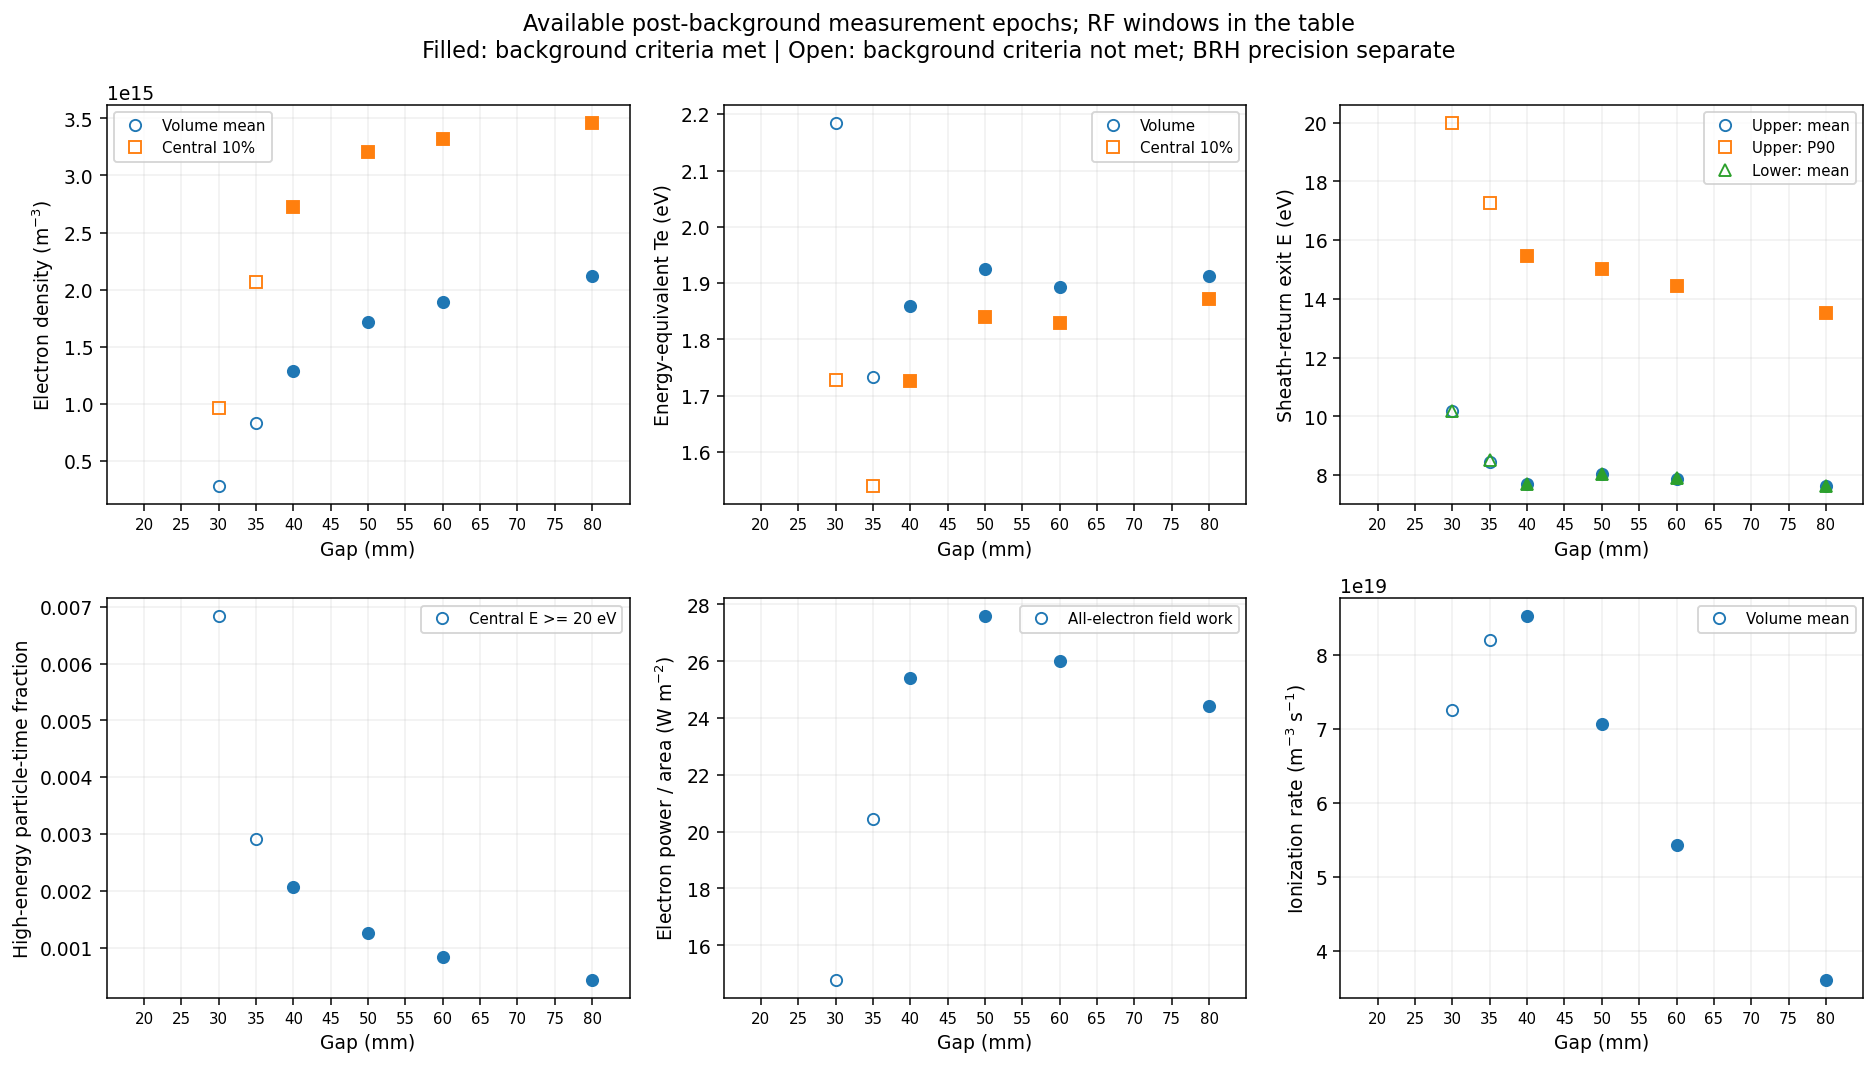 Available post-background measurement epochs; RF windows in the table
Filled: background criteria met | Open: background criteria not met; BRH precision separate
1e15
Electron density (m⁻³)
3.5
3.0
2.5
2.0
1.5
1.0
0.5
Volume mean
Central 10%
20 25 30 35 40 45 50 55 60 65 70 75 80
Gap (mm)
Energy-equivalent Te (eV)
2.2
2.1
2.0
1.9
1.8
1.7
1.6
Volume
Central 10%
20 25 30 35 40 45 50 55 60 65 70 75 80
Gap (mm)
Sheath-return exit E (eV)
20
18
16
14
12
10
8
Upper: mean
Upper: P90
Lower: mean
20 25 30 35 40 45 50 55 60 65 70 75 80
Gap (mm)
High-energy particle-time fraction
0.007
0.006
0.005
0.004
0.003
0.002
0.001
Central E >= 20 eV
20 25 30 35 40 45 50 55 60 65 70 75 80
Gap (mm)
Electron power / area (W m⁻²)
28
26
24
22
20
18
16
All-electron field work
20 25 30 35 40 45 50 55 60 65 70 75 80
Gap (mm)
1e19
Ionization rate (m⁻³ s⁻¹)
8
7
6
5
4
Volume mean
20 25 30 35 40 45 50 55 60 65 70 75 80
Gap (mm)